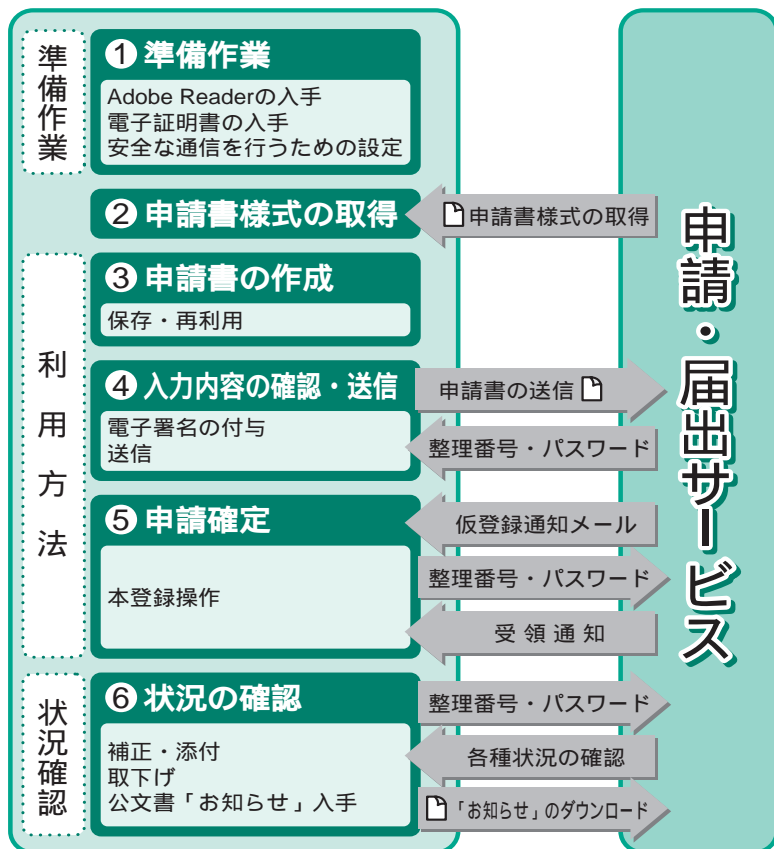 準備作業
①準備作業
Adobe Readerの入手
電子証明書の入手
安全な通信を行うための設定
②申請書様式の取得
申請書様式の取得
利用方法
③申請書の作成
保存・再利用
④入力内容の確認・送信
電子署名の付与
送信
申請書の送信
整理番号・パスワード
⑤申請確定
本登録操作
仮登録通知メール
整理番号・パスワード
受領通知
状況確認
⑥状況の確認
補正・添付
取下げ
公文書「お知らせ」入手
整理番号・パスワード
各種状況の確認
「お知らせ」のダウンロード
申請・届出サービス